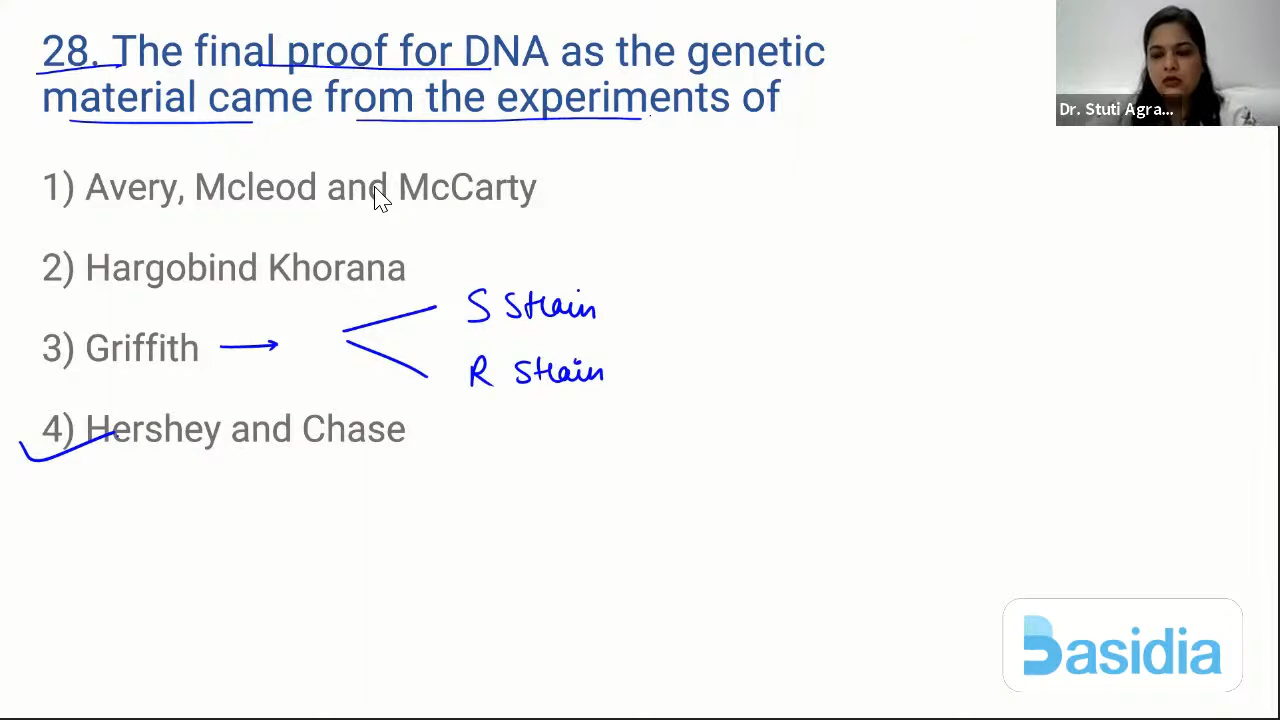 28. The final proof for DNA as the genetic
material came from the experiments of
Dr. Stuti Agra...
1) Avery, Mcleod and McCarty
2) Hargobind Khorana
S Strain
3) Griffith
R Strain
4) Hershey and Chase
Basidia